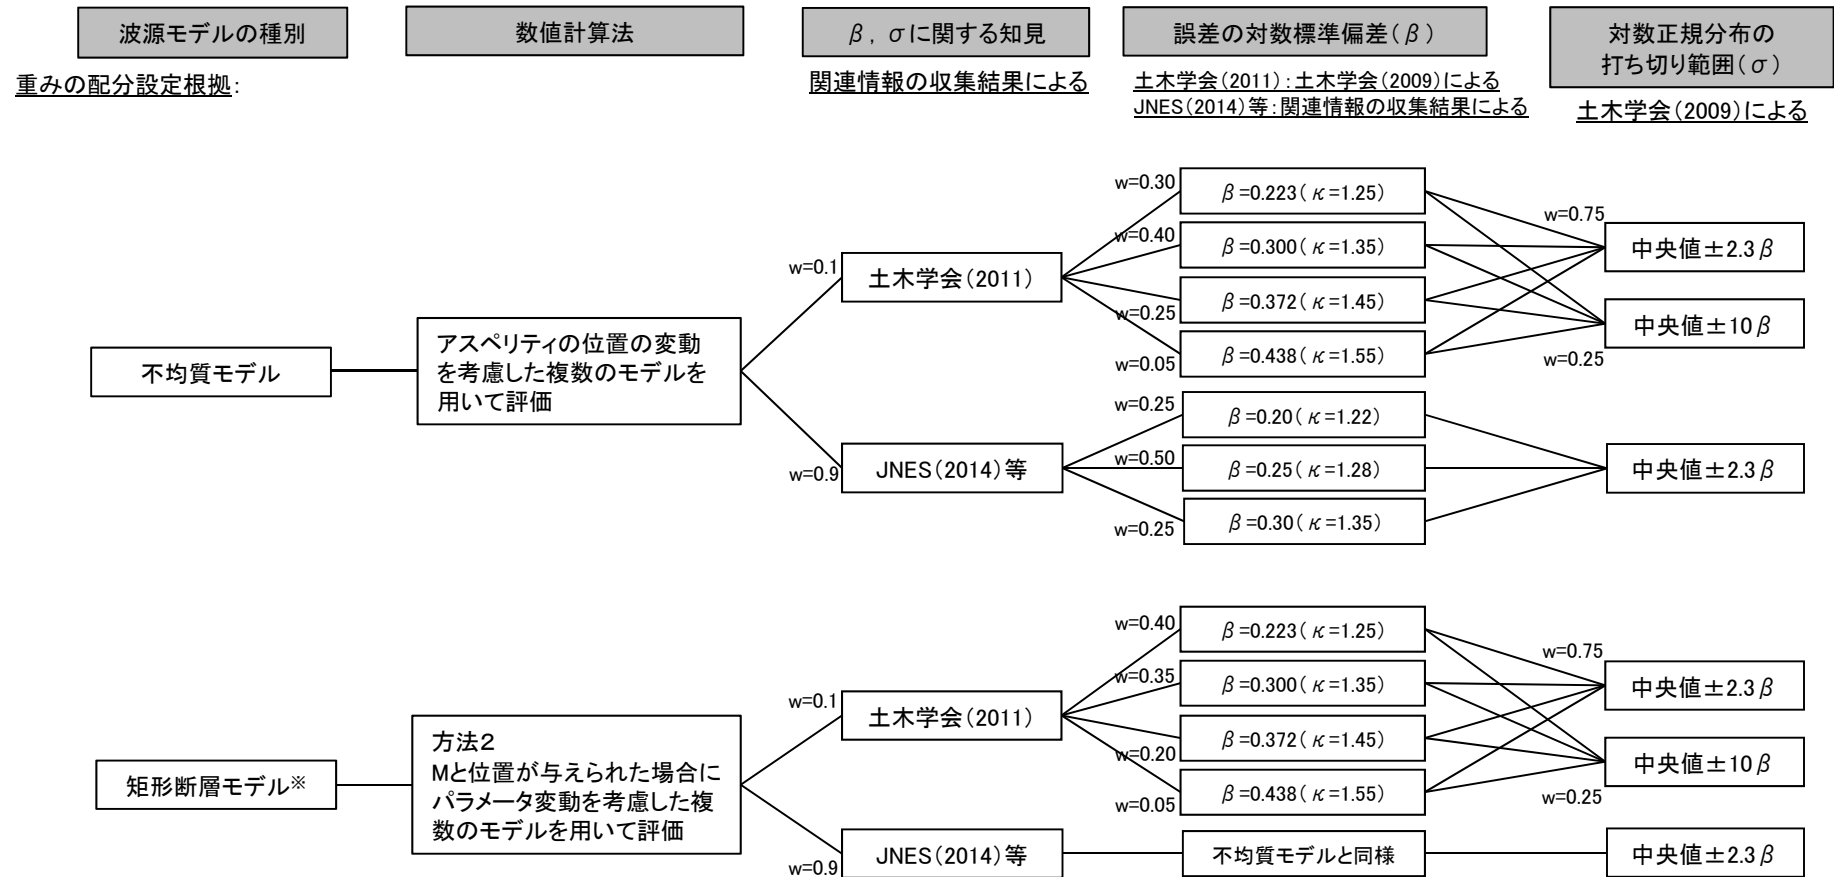 波源モデルの種別
数値計算法
β，σに関する知見
誤差の対数標準偏差（β）
対数正規分布の
打ち切り範囲（σ）
重みの配分設定根拠:
関連情報の収集結果による
土木学会（2011）:土木学会（2009）による
JNES（2014）等:関連情報の収集結果による
土木学会（2009）による
不均質モデル
アスペリティの位置の変動
を考慮した複数のモデルを
用いて評価
w=0.1
土木学会（2011）
w=0.30
β=0.223（κ=1.25）
w=0.40
β=0.300（κ=1.35）
w=0.25
β=0.372（κ=1.45）
w=0.05
β=0.438（κ=1.55）
w=0.75
中央値±2.3β
中央値±10β
w=0.25
w=0.9
JNES（2014）等
w=0.25
β=0.20（κ=1.22）
w=0.50
β=0.25（κ=1.28）
w=0.25
β=0.30（κ=1.35）
中央値±2.3β
矩形断層モデル※
方法2
Mと位置が与えられた場合に
パラメータ変動を考慮した複
数のモデルを用いて評価
w=0.1
土木学会（2011）
w=0.40
β=0.223（κ=1.25）
w=0.35
β=0.300（κ=1.35）
w=0.20
β=0.372（κ=1.45）
w=0.05
β=0.438（κ=1.55）
w=0.75
中央値±2.3β
中央値±10β
w=0.25
w=0.9
JNES（2014）等
不均質モデルと同様
中央値±2.3β